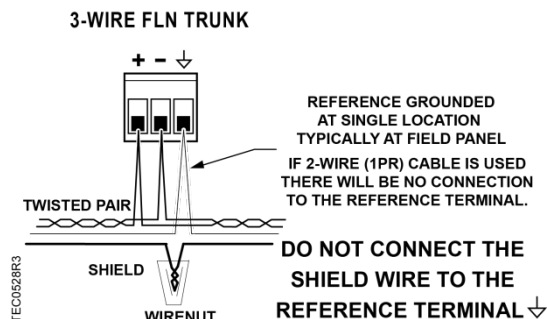 3-WIRE FLN TRUNK
+ - ⏚
REFERENCE GROUNDED
AT SINGLE LOCATION
TYPICALLY AT FIELD PANEL
IF 2-WIRE (1PR) CABLE IS USED
THERE WILL BE NO CONNECTION
TO THE REFERENCE TERMINAL.
TWISTED PAIR
SHIELD
WIRENUT
DO NOT CONNECT THE
SHIELD WIRE TO THE
REFERENCE TERMINAL ⏚
TEC0528R3